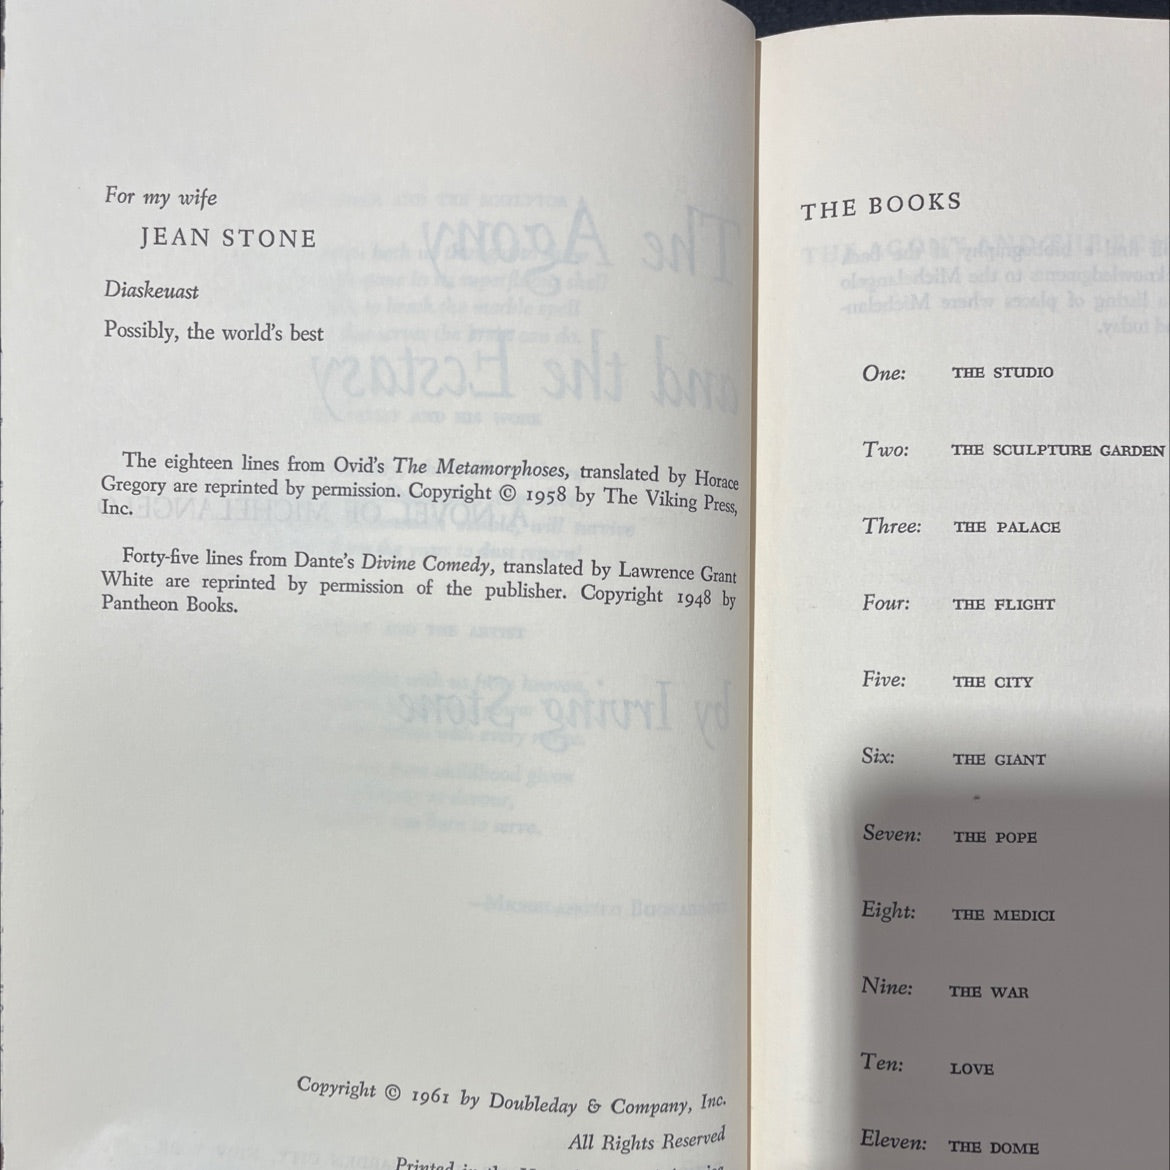 For my wife
JEAN STONE
Diaskeuast
Possibly, the world's best
The eighteen lines from Ovid's The Metamorphoses, translated by Horace
Gregory are reprinted by permission. Copyright © 1958 by The Viking Press,
Inc.
Forty-five lines from Dante's Divine Comedy, translated by Lawrence Grant
White are reprinted by permission of the publisher. Copyright 1948 by
Pantheon Books.
Copyright © 1961 by Doubleday & Company, Inc.
All Rights Reserved
Printed in the
THE BOOKS
One: THE STUDIO
Two: THE SCULPTURE GARDEN
Three: THE PALACE
Four: THE FLIGHT
Five: THE CITY
Six: THE GIANT
Seven: THE POPE
Eight: THE MEDICI
Nine: THE WAR
Ten: LOVE
Eleven: THE DOME